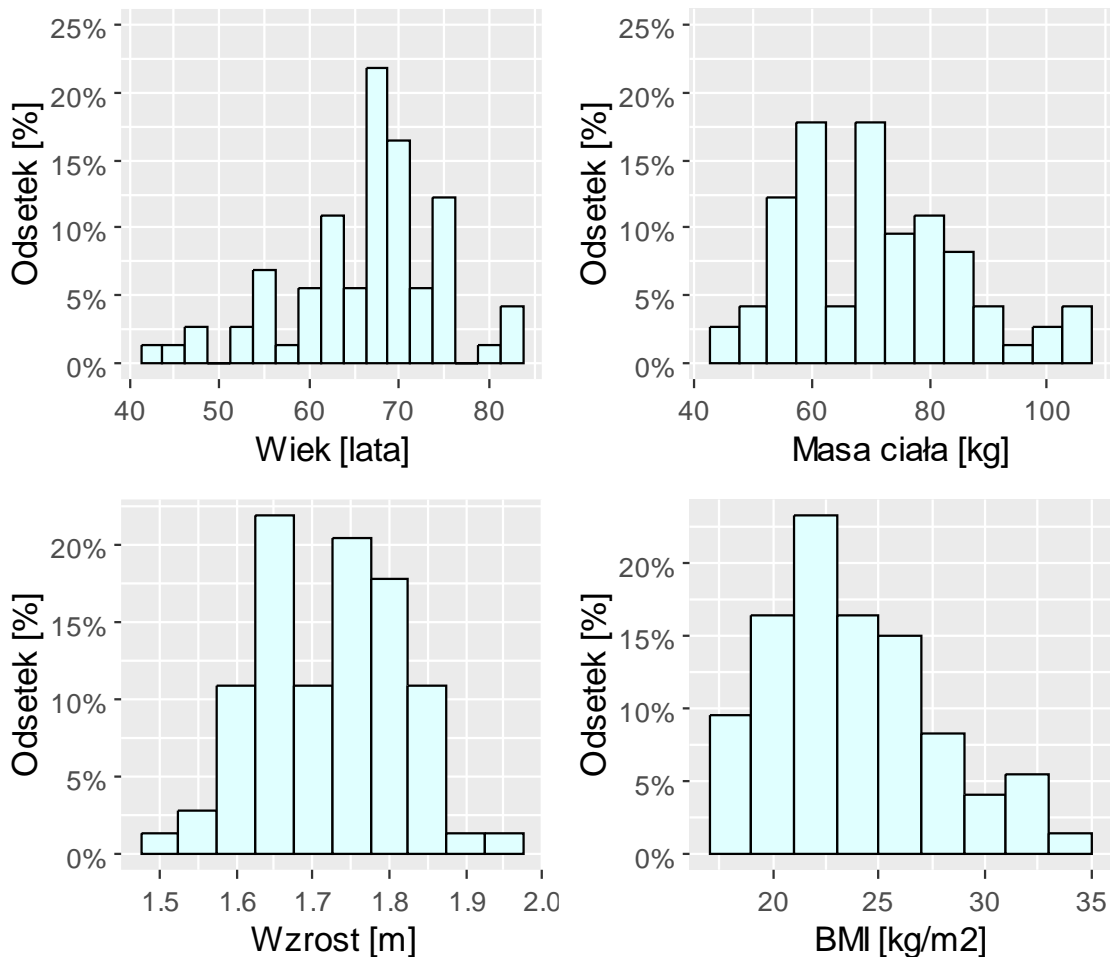 Odsetek [%]
25%
20%
15%
10%
5%
0%
40 50 60 70 80
Wiek [lata]
Odsetek [%]
25%
20%
15%
10%
5%
0%
40 60 80 100
Masa ciała [kg]
Odsetek [%]
20%
15%
10%
5%
0%
1.5 1.6 1.7 1.8 1.9 2.0
Wzrost [m]
Odsetek [%]
20%
15%
10%
5%
0%
20 25 30 35
BMI [kg/m2]